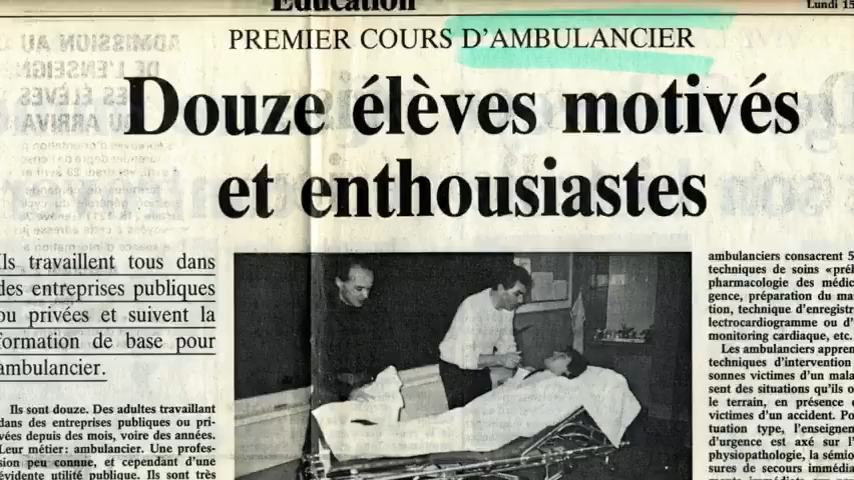 Education
Lundi 15
PREMIER COURS D'AMBULANCIER
Douze élèves motivés
et enthousiastes
Ils travaillent tous dans
des entreprises publiques
ou privées et suivent la
formation de base pour
ambulancier.
Ils sont douze. Des adultes travaillant
dans des entreprises publiques ou pri-
vées depuis des mois, voire des années.
Leur métier: ambulancier. Une profes-
sion peu connue, et cependant d'une
évidente utilité publique. Ils sont très
ambulanciers consacrent 5
techniques de soins «pré
pharmacologie des médic
gence, préparation du ma
tion, technique d'enregistr
lectrocardiogramme ou d'
monitoring cardiaque, etc.
Les ambulanciers appren
techniques d'intervention
sonnes victimes d'un mala
sent des situations qu'ils o
le terrain, en présence
victimes d'un accident. Po
tuation type, l'enseignem
d'urgence est axé sur l'
physiopathologie, la sémio
sures de secours immédia